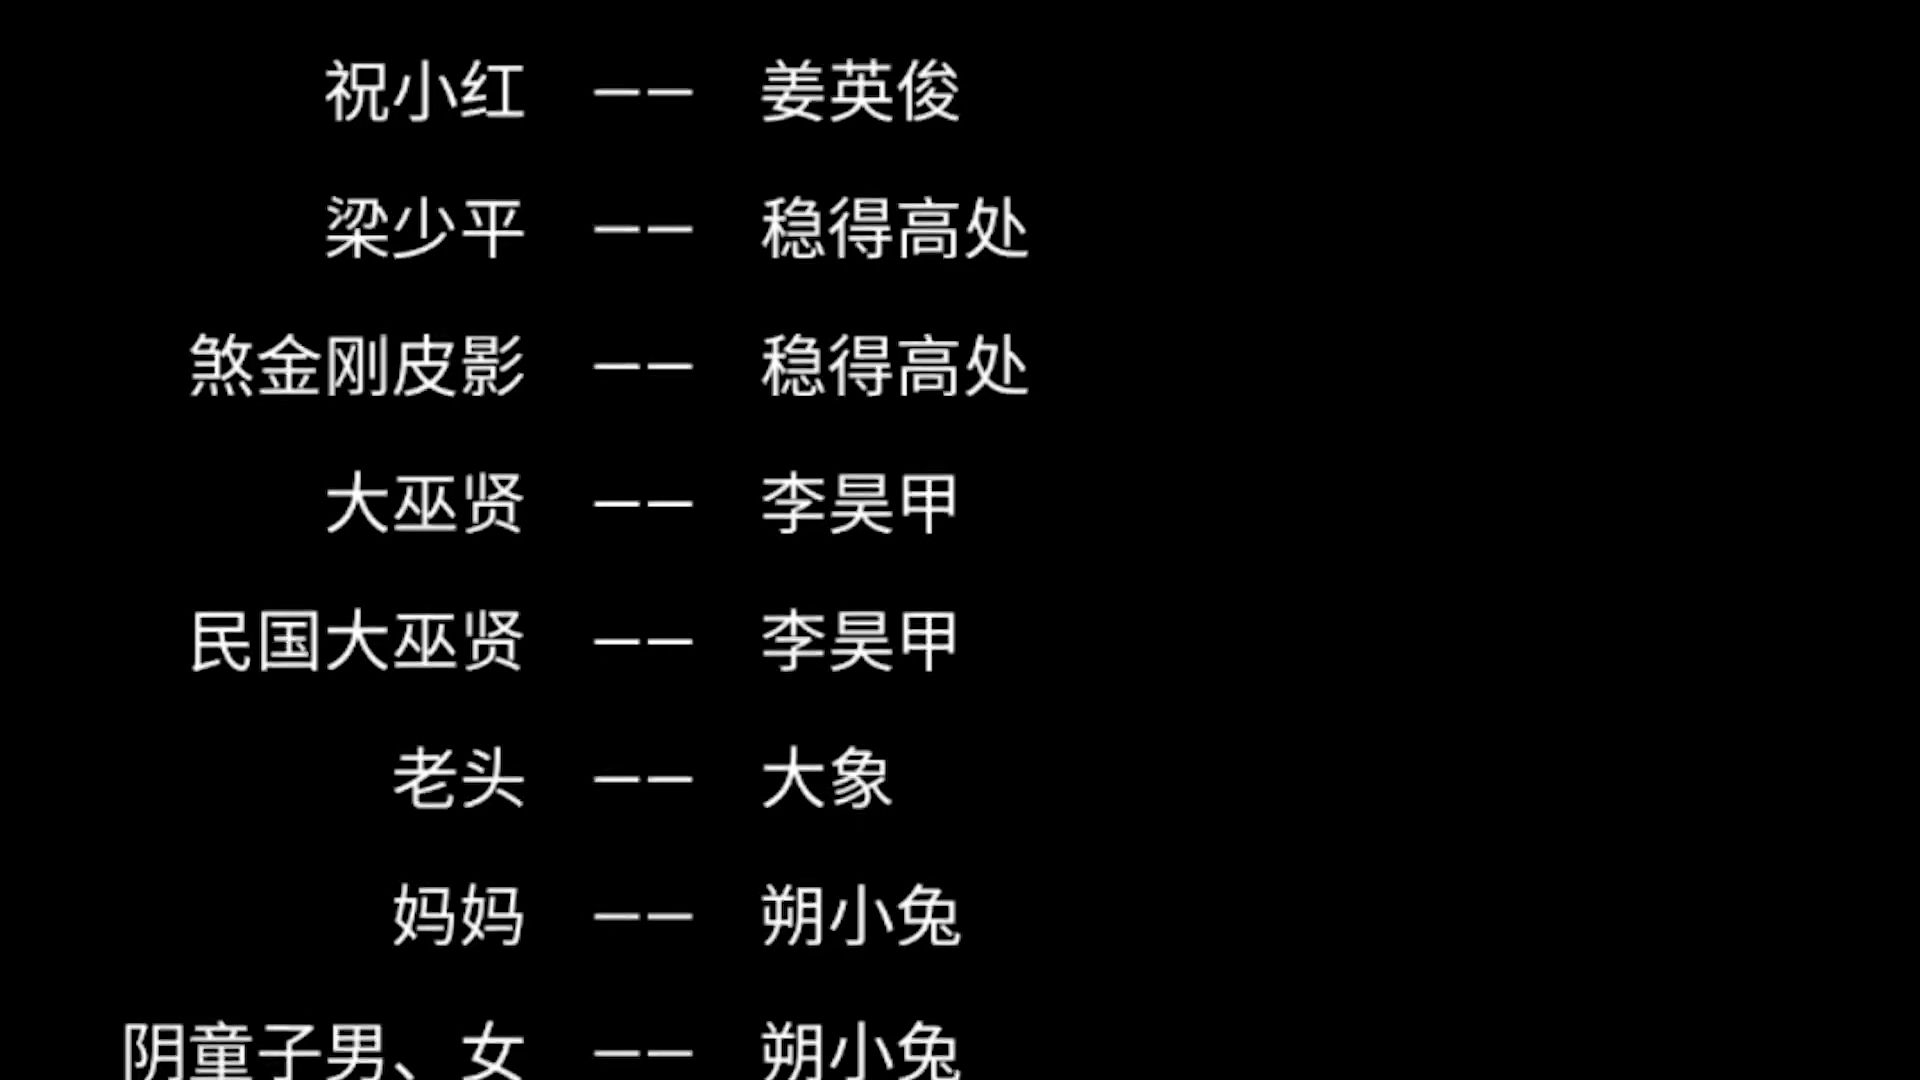 祝小红 —— 姜英俊
梁少平 —— 稳得高处
煞金刚皮影 —— 稳得高处
大巫贤 —— 李昊甲
民国大巫贤 —— 李昊甲
老头 —— 大象
妈妈 —— 朔小兔
阴童子男、女 —— 朔小兔